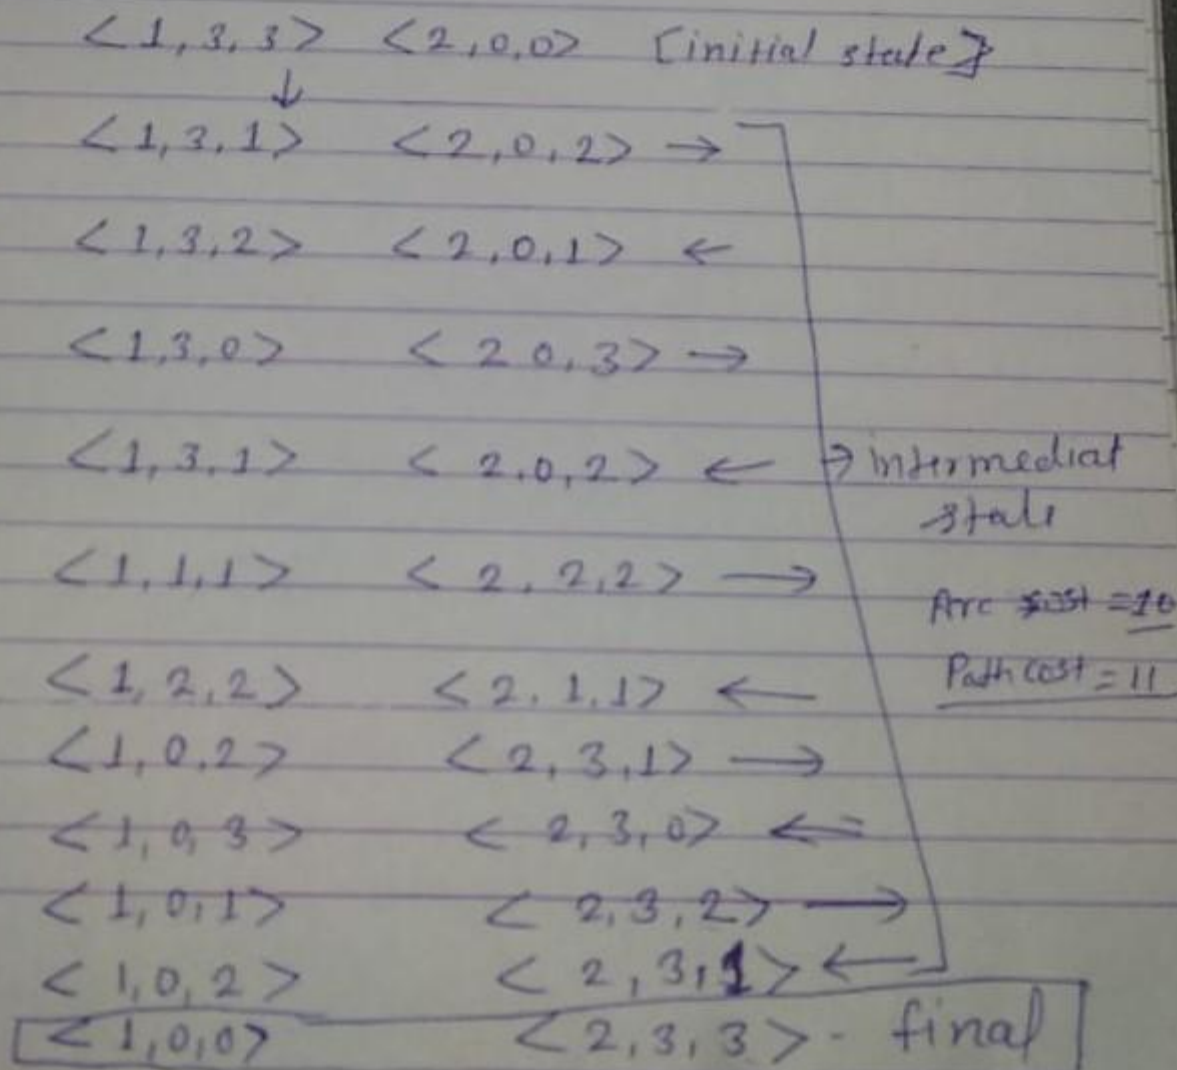 <1,3,3> <2,0,0> [initial state}
↓
<1,3,1> <2,0,2> →
<1,3,2> <2,0,1> ←
<1,3,0> <2 0,3> →
<1,3,1> <2.0,2> ← → intermediat
stale
<1,1,1> <2,2,2> →
Arc cost = 10
<1,2,2> <2.1.1> ←
Path cost = 11
<1,0,2> <2,3,1> →
<1,0,3> <2,3,0> ←
<1,0,1> <2,3,2> →
<1,0,2> <2,3,1> ←
<1,0,0> <2,3,3> - final